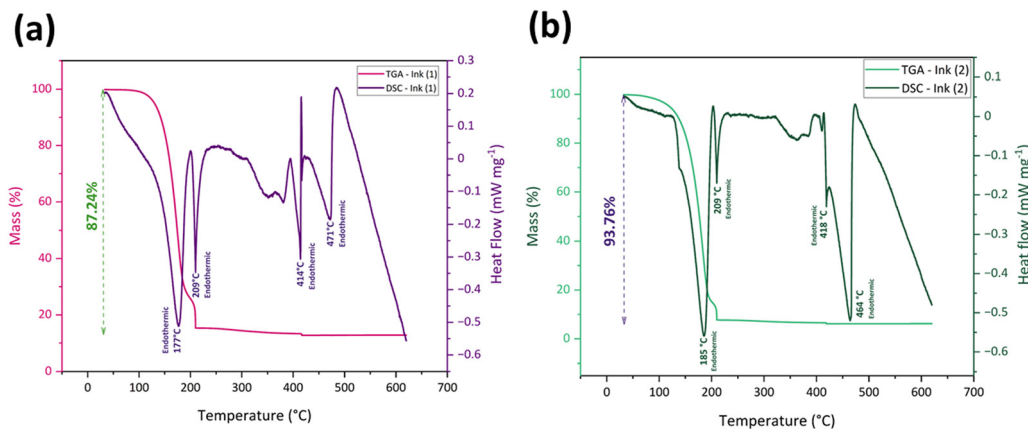 (a)
TGA - Ink (1)
DSC - Ink (1)
Mass (%)
100
80
60
40
20
0
87.24%
Endothermic
177°C
209°C
Endothermic
414°C
Endothermic
471°C
Endothermic
0.3
0.2
0.1
0
−0.1
−0.2
−0.3
−0.4
−0.5
−0.6
Heat Flow (mW mg⁻¹)
0 100 200 300 400 500 600 700
Temperature (°C)
(b)
TGA - Ink (2)
DSC - Ink (2)
Mass (%)
100
80
60
40
20
0
93.76%
185 °C
Endothermic
209 °C
Endothermic
Endothermic
418 °C
464 °C
Endothermic
0.1
0
−0.1
−0.2
−0.3
−0.4
−0.5
−0.6
Heat flow (mW mg⁻¹)
0 100 200 300 400 500 600 700
Temperature (°C)